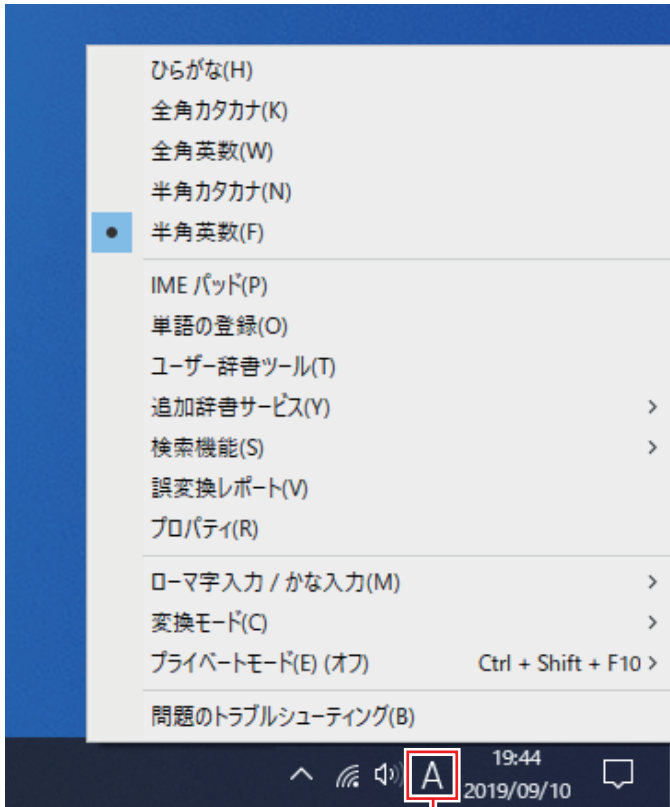 ひらがな(H)
全角カタカナ(K)
全角英数(W)
半角カタカナ(N)
半角英数(F)
IME パッド(P)
単語の登録(O)
ユーザー辞書ツール(T)
追加辞書サービス(Y)
検索機能(S)
誤変換レポート(V)
プロパティ(R)
ローマ字入力 / かな入力(M)
変換モード(C)
プライベートモード(E) (オフ) Ctrl + Shift + F10
問題のトラブルシューティング(B)
A
19:44
2019/09/10